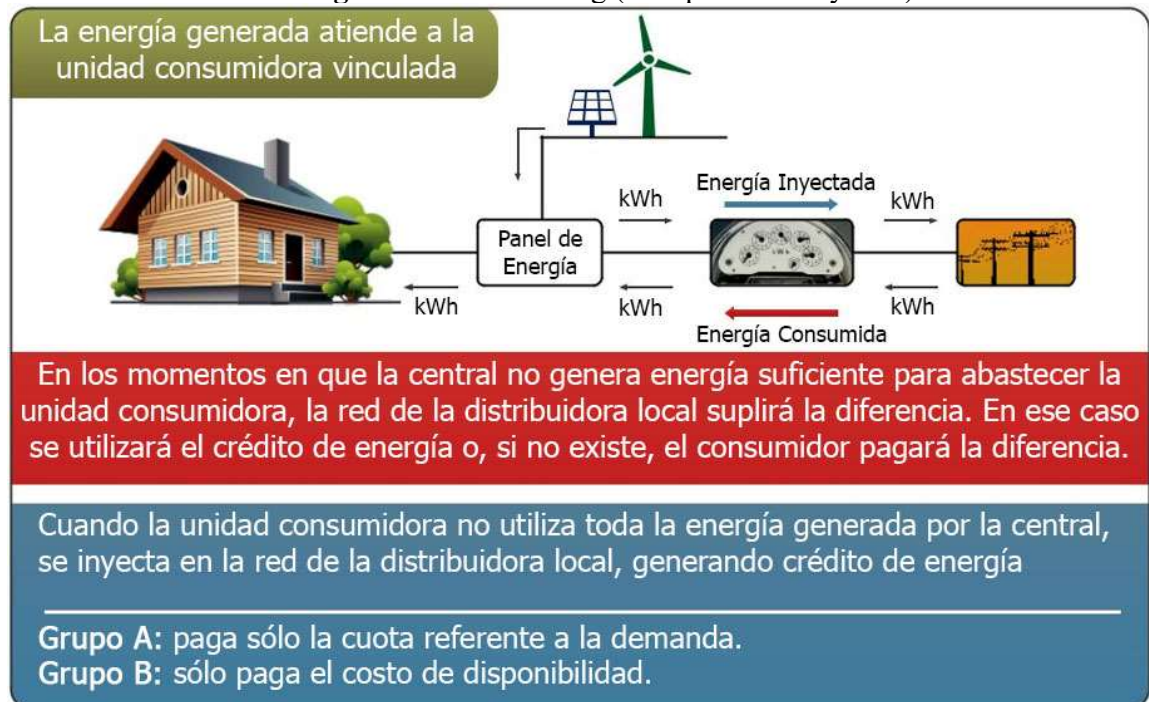 La energía generada atiende a la
unidad consumidora vinculada
kWh
Energía Inyectada
kWh
Panel de
Energía
kWh
kWh
Energía Consumida
kWh
En los momentos en que la central no genera energía suficiente para abastecer la
unidad consumidora, la red de la distribuidora local suplirá la diferencia. En ese caso
se utilizará el crédito de energía o, si no existe, el consumidor pagará la diferencia.
Cuando la unidad consumidora no utiliza toda la energía generada por la central,
se inyecta en la red de la distribuidora local, generando crédito de energía
Grupo A: paga sólo la cuota referente a la demanda.
Grupo B: sólo paga el costo de disponibilidad.